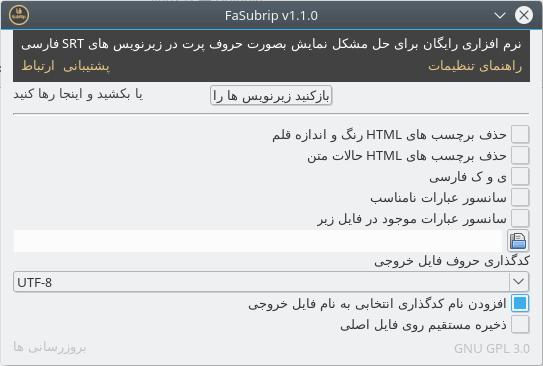 FaSubrip v1.1.0
نرم افزاری رایگان برای حل مشکل نمایش بصورت حروف پرت در زیرنویس های SRT فارسی
راهنمای تنظیمات پشتیبانی ارتباط
بازکنید زیرنویس ها را یا بکشید و اینجا رها کنید
حذف برچسب های HTML رنگ و اندازه قلم
حذف برچسب های HTML حالات متن
ی و ک فارسی
سانسور عبارات نامناسب
سانسور عبارات موجود در فایل زیر
کدگذاری حروف فایل خروجی
UTF-8
افزودن نام کدگذاری انتخابی به نام فایل خروجی
ذخیره مستقیم روی فایل اصلی
GNU GPL 3.0 بروزرسانی ها